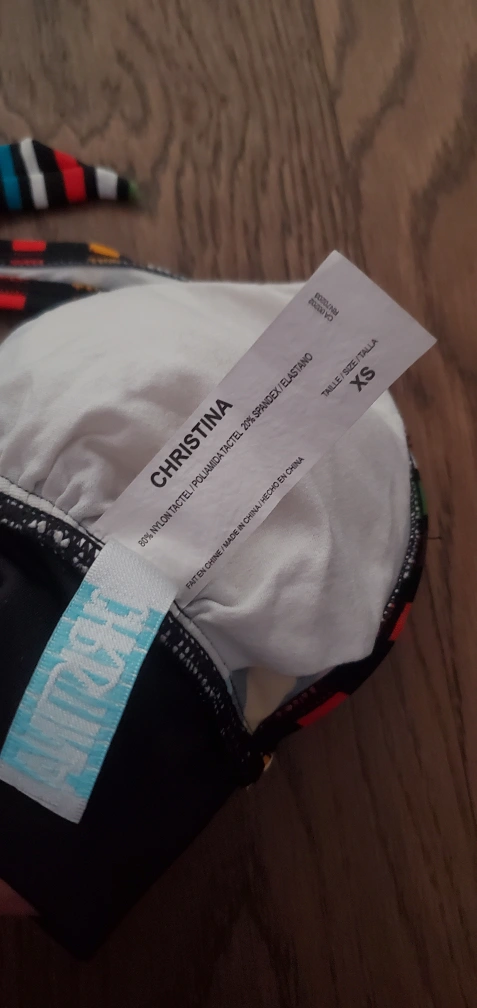 CHRISTINA
80% NYLON TACTEL / POLIAMIDA TACTEL 20% SPANDEX / ELASTANO
FAIT EN CHINE / MADE IN CHINA / HECHO EN CHINA
TAILLE / SIZE / TALLA
XS